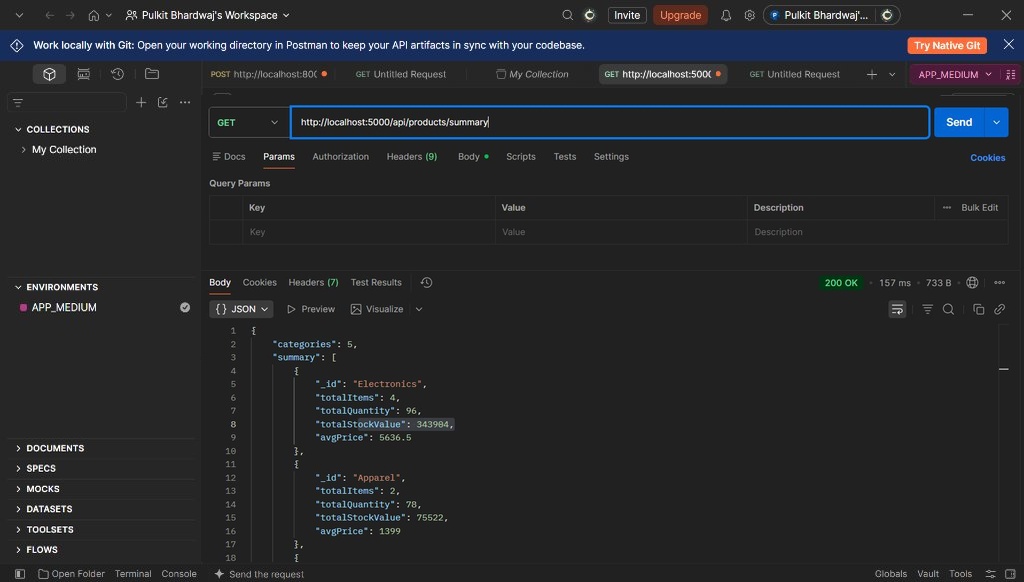 Pulkit Bhardwaj's Workspace
Invite
Upgrade
Pulkit Bhardwaj'...
Work locally with Git: Open your working directory in Postman to keep your API artifacts in sync with your codebase.
Try Native Git
POST http://localhost:80(
GET Untitled Request
My Collection
GET http://localhost:500(
GET Untitled Request
APP_MEDIUM
COLLECTIONS
My Collection
ENVIRONMENTS
APP_MEDIUM
DOCUMENTS
SPECS
MOCKS
DATASETS
TOOLSETS
FLOWS
GET
http://localhost:5000/api/products/summary
Send
Docs
Params
Authorization
Headers (9)
Body
Scripts
Tests
Settings
Cookies
Query Params
Key
Value
Description
Bulk Edit
Key
Value
Description
Body
Cookies
Headers (7)
Test Results
200 OK
157 ms
733 B
{} JSON
Preview
Visualize
1 {
2 "categories": 5,
3 "summary": [
4 {
5 "_id": "Electronics",
6 "totalItems": 4,
7 "totalQuantity": 96,
8 "totalStockValue": 343904,
9 "avgPrice": 5636.5
10 },
11 {
12 "_id": "Apparel",
13 "totalItems": 2,
14 "totalQuantity": 78,
15 "totalStockValue": 75522,
16 "avgPrice": 1399
17 },
18 {
Open Folder
Terminal
Console
Send the request
Globals
Vault
Tools